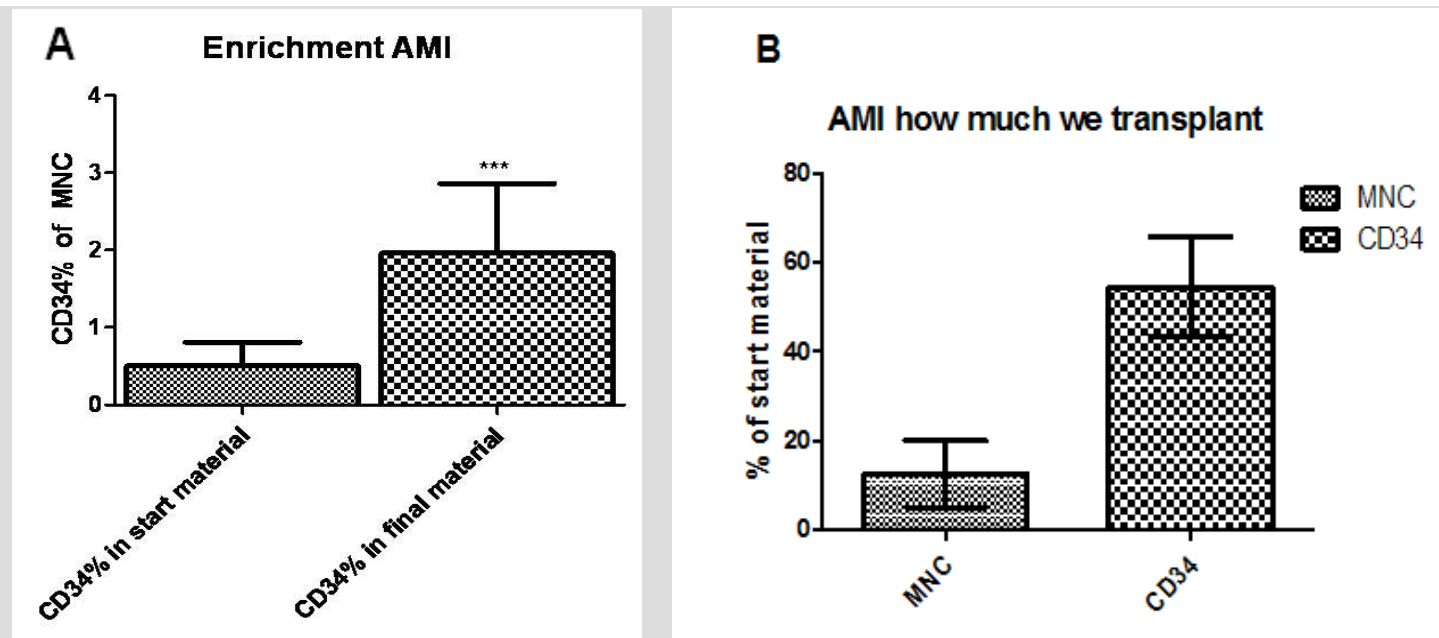 A
Enrichment AMI
4
3
2
1
0
CD34% of MNC
***
CD34% in start material
CD34% in final material
B
AMI how much we transplant
80
60
40
20
0
% of start material
MNC
CD34
MNC
CD34